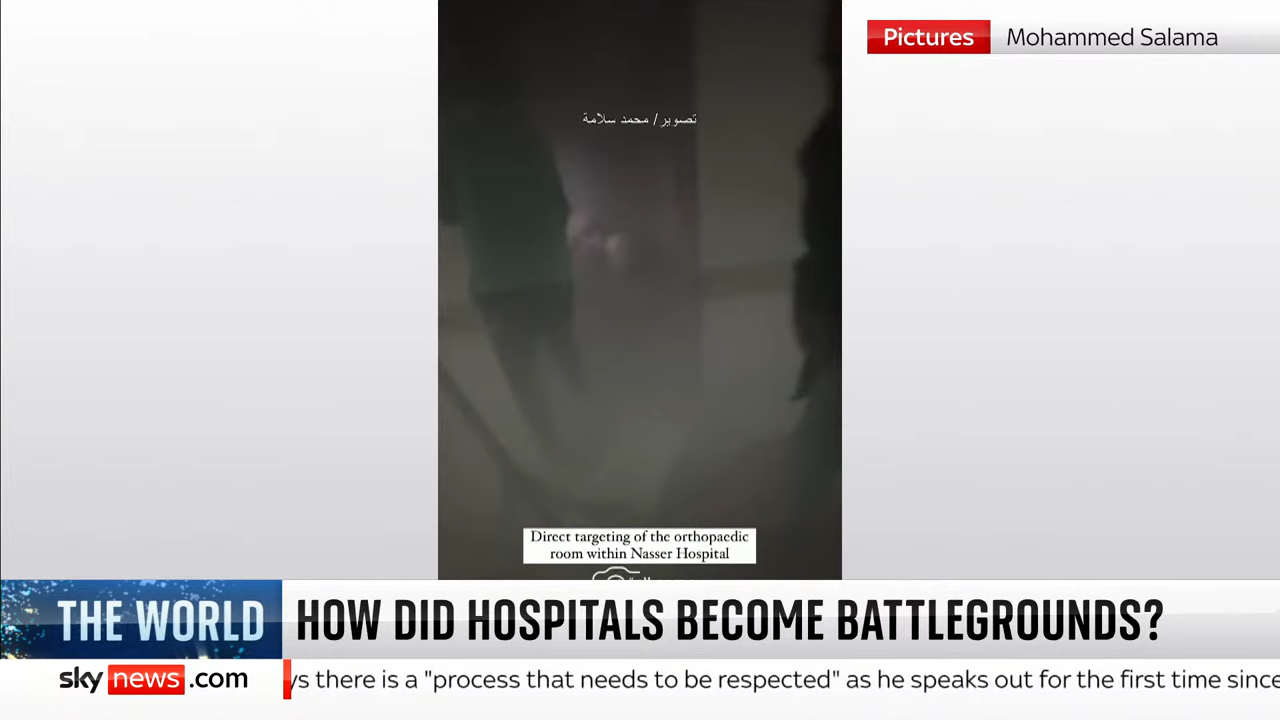 Pictures Mohammed Salama
تصوير/ محمد سلامة
Direct targeting of the orthopaedic
room within Nasser Hospital
THE WORLD HOW DID HOSPITALS BECOME BATTLEGROUNDS?
sky news.com ys there is a "process that needs to be respected" as he speaks out for the first time since